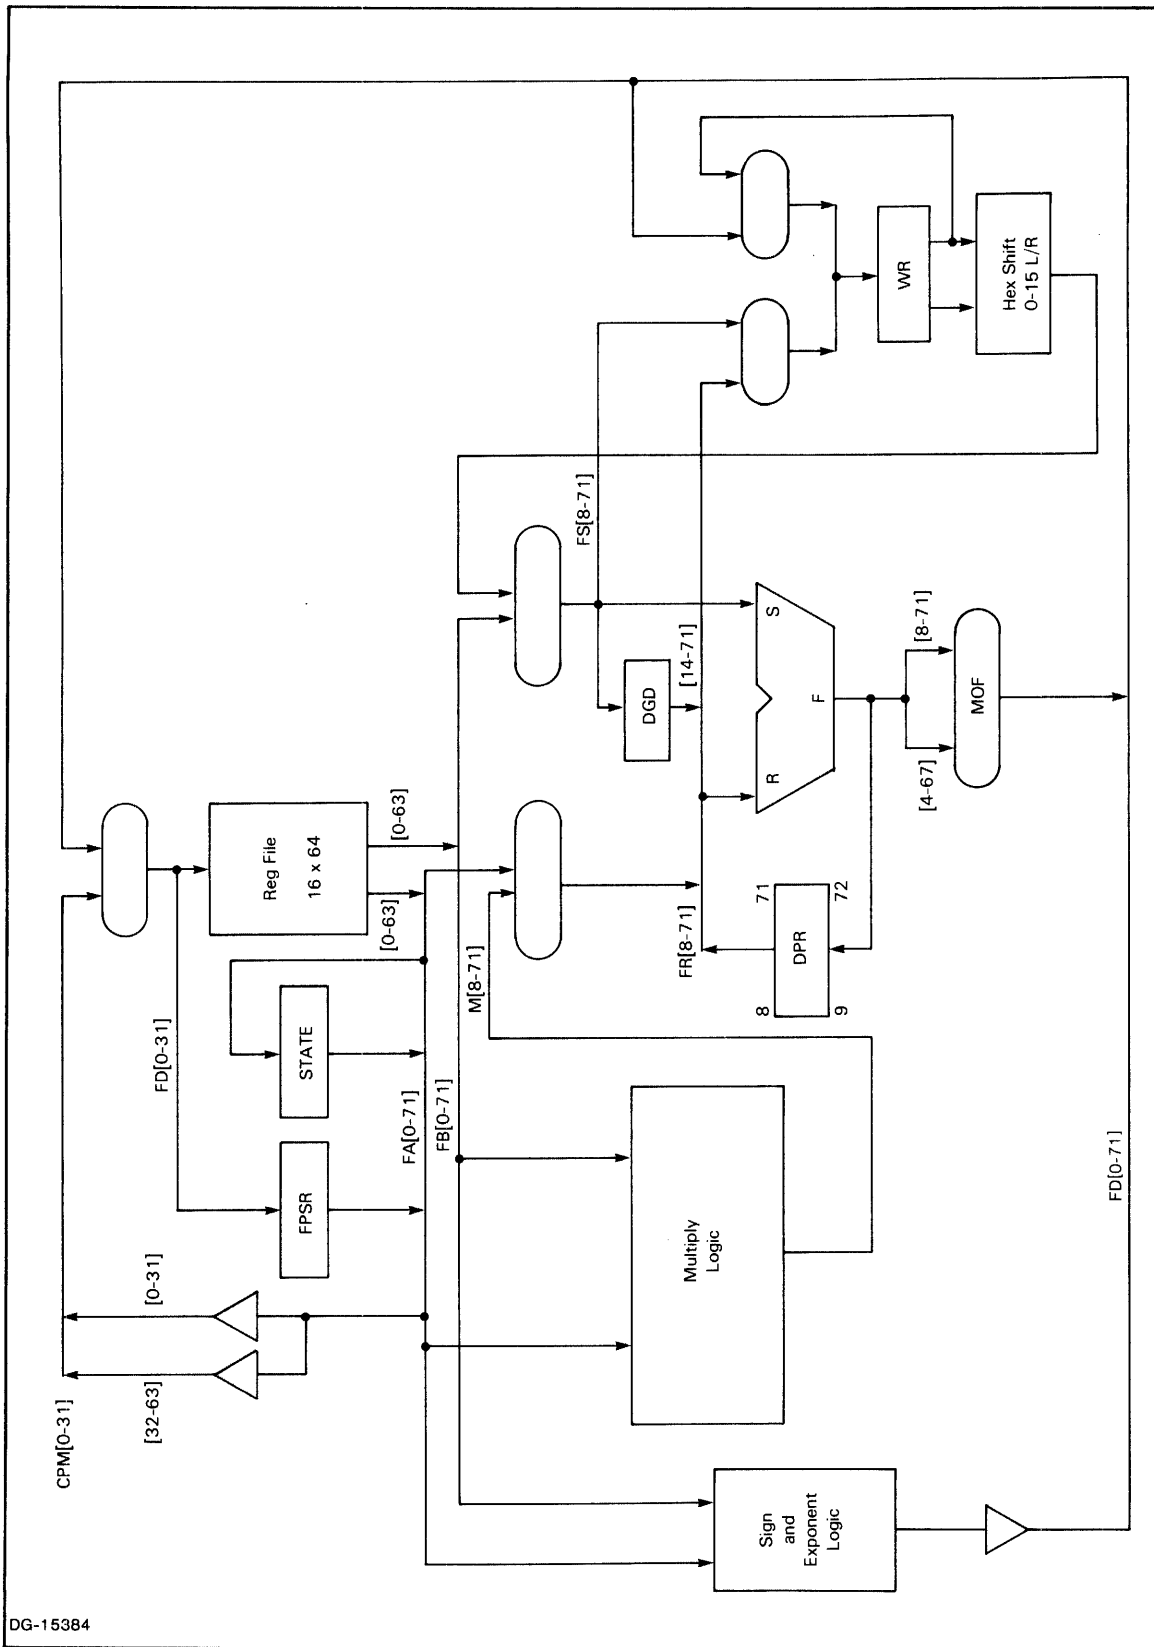 CPM[0-31]
[32-63]
[0-31]
FD[0-31]
FPSR
STATE
Reg File
16 x 64
[0-63]
[0-63]
FA[0-71]
FB[0-71]
M[8-71]
FS[8-71]
Multiply
Logic
Sign
and
Exponent
Logic
DGD
[14-71]
FR[8-71]
R
S
F
8
71
DPR
9
72
[4-67]
[8-71]
MOF
WR
Hex Shift
0-15 L/R
FD[0-71]
DG-15384